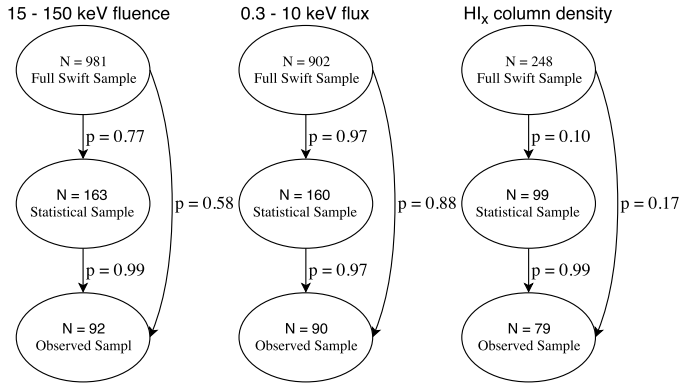 15 - 150 keV fluence
N = 981
Full Swift Sample
p = 0.77
N = 163
Statistical Sample
p = 0.58
p = 0.99
N = 92
Observed Sampl
0.3 - 10 keV flux
N = 902
Full Swift Sample
p = 0.97
N = 160
Statistical Sample
p = 0.88
p = 0.97
N = 90
Observed Sample
HIx column density
N = 248
Full Swift Sample
p = 0.10
N = 99
Statistical Sample
p = 0.17
p = 0.99
N = 79
Observed Sample